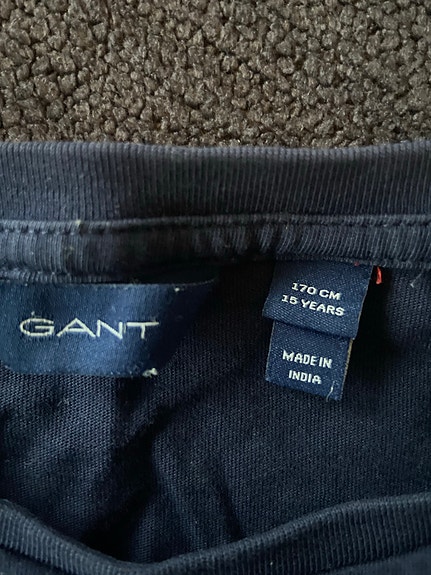 GANT
170 CM
15 YEARS
MADE IN
INDIA